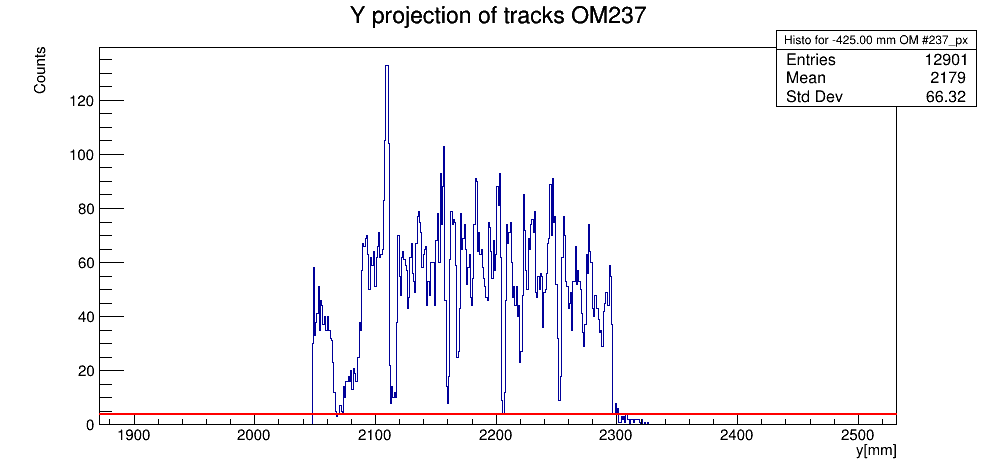 Y projection of tracks OM237
Histo for -425.00 mm OM #237_px
Entries 12901
Mean 2179
Std Dev 66.32
Counts
120
100
80
60
40
20
0
1900 2000 2100 2200 2300 2400 2500
y[mm]